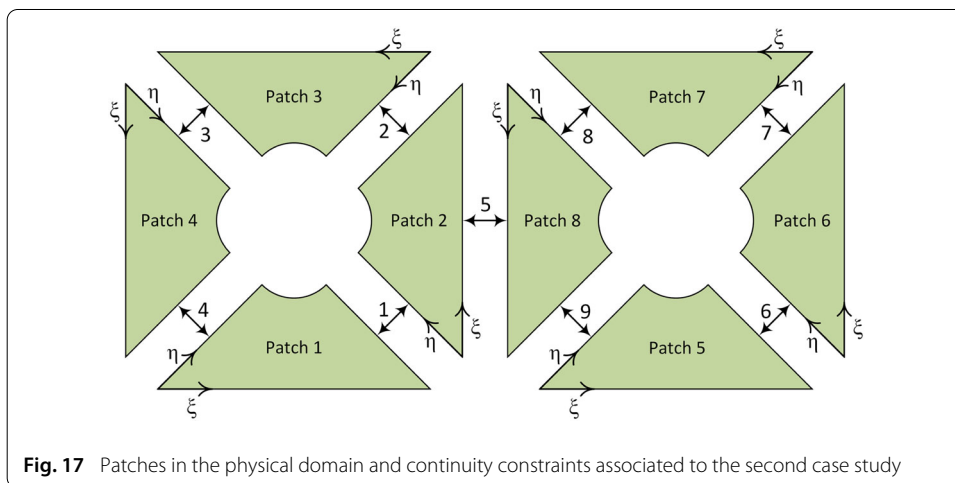 ξ
ξ
η
Patch 3
η
η
Patch 7
η
ξ
3
2
ξ
8
7
5
Patch 4
Patch 2
Patch 8
Patch 6
4
1
9
6
ξ
ξ
η
Patch 1
η
η
Patch 5
η
ξ
ξ
Fig. 17 Patches in the physical domain and continuity constraints associated to the second case study